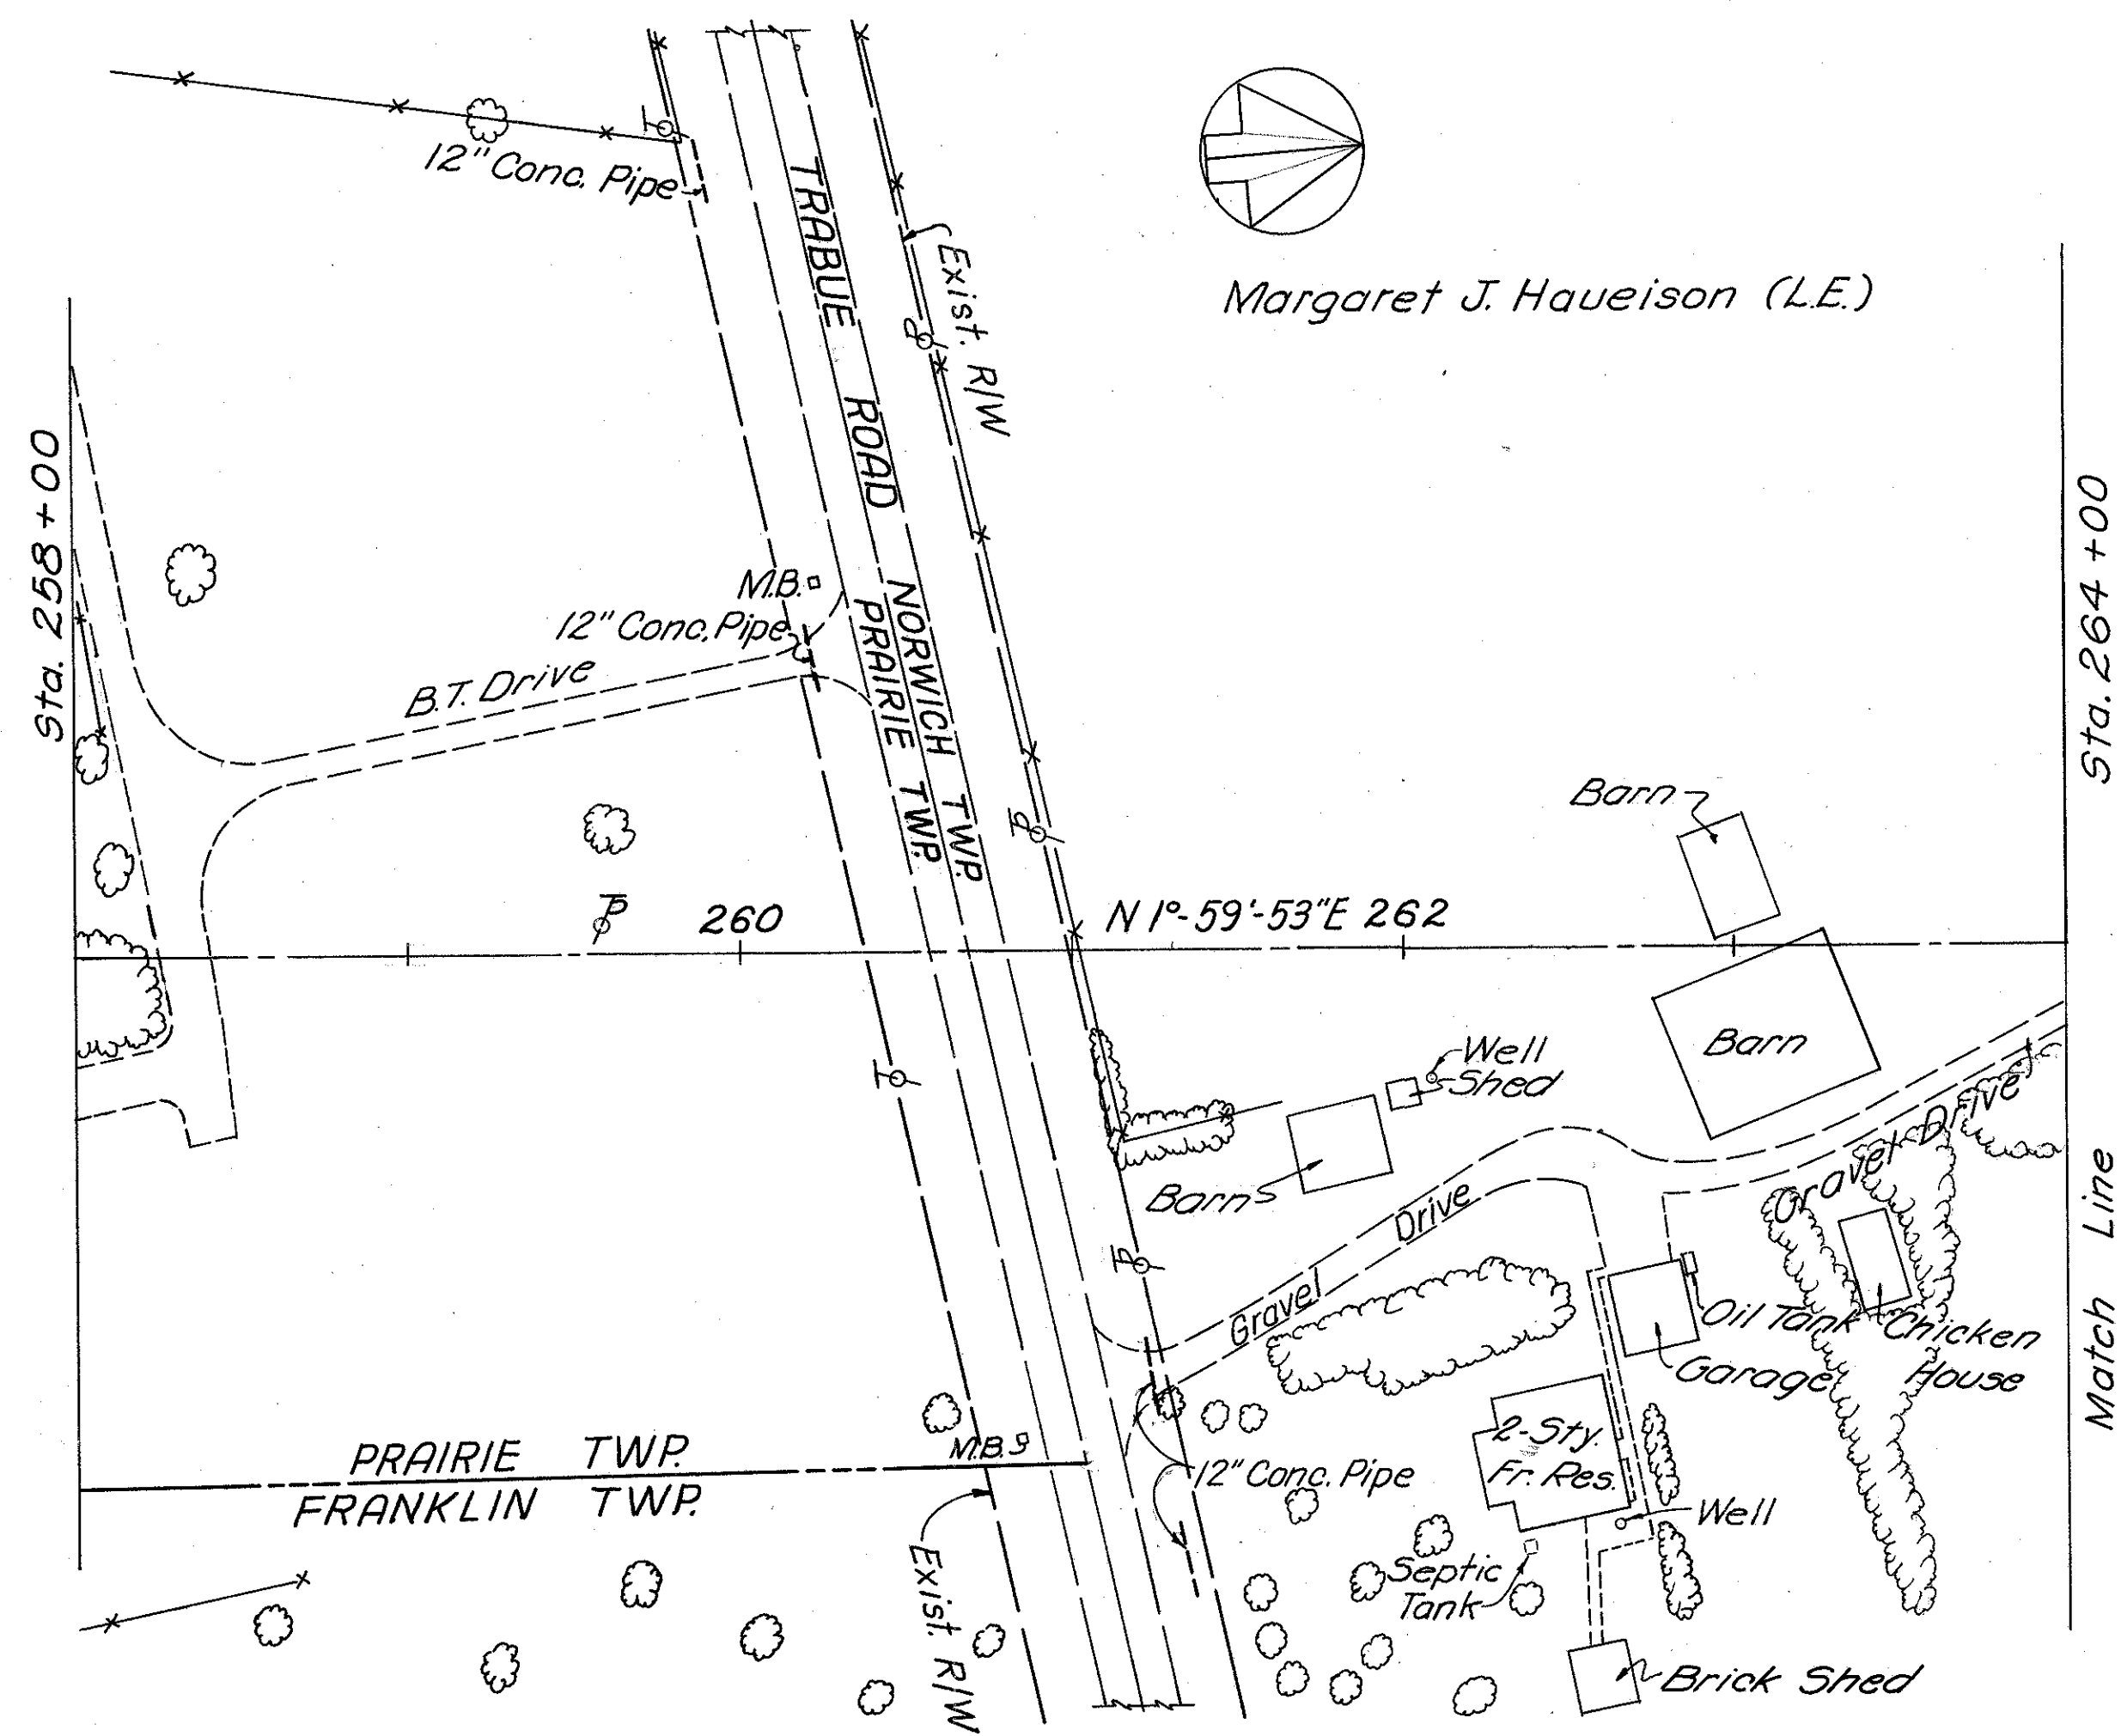 12" Conc. Pipe
TRABUE ROAD
Exist. R/W
Margaret J. Haueison (L.E.)
Sta. 258+00
Sta. 264+00
M.B.
12" Conc. Pipe
B.T. Drive
NORWICH TWP.
PRAIRIE TWP.
Barn
T
T
P
P
P
T
P
260
N 1°-59'-53"E 262
Barn
Well
Shed
Barns
Gravel Drive
Gravel Drive
Oil Tank
Chicken
House
Garage
Match Line
PRAIRIE TWP.
FRANKLIN TWP.
M.B.
12" Conc. Pipe
2-Sty.
Fr. Res.
Well
Septic
Tank
Exist. R/W
Brick Shed